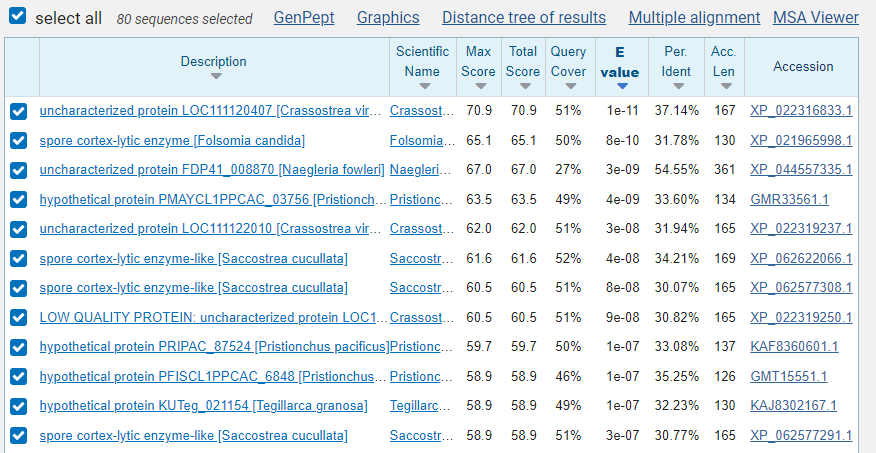 select all 80 sequences selected GenPept Graphics Distance tree of results Multiple alignment MSA Viewer
Description Scientific Name Max Score Total Score Query Cover E value Per. Ident Acc. Len Accession
uncharacterized protein LOC111120407 [Crassostrea vir... Crassost... 70.9 70.9 51% 1e-11 37.14% 167 XP_022316833.1
spore cortex-lytic enzyme [Folsomia candida] Folsomia... 65.1 65.1 50% 8e-10 31.78% 130 XP_021965998.1
uncharacterized protein FDP41_008870 [Naegleria fowleri] Naegleri... 67.0 67.0 27% 3e-09 54.55% 361 XP_044557335.1
hypothetical protein PMAYCL1PPCAC_03756 [Pristionch... Pristionc... 63.5 63.5 49% 4e-09 33.60% 134 GMR33561.1
uncharacterized protein LOC111122010 [Crassostrea vir... Crassost... 62.0 62.0 51% 3e-08 31.94% 165 XP_022319237.1
spore cortex-lytic enzyme-like [Saccostrea cucullata] Saccostr... 61.6 61.6 52% 4e-08 34.21% 169 XP_062622066.1
spore cortex-lytic enzyme-like [Saccostrea cucullata] Saccostr... 60.5 60.5 51% 8e-08 30.07% 165 XP_062577308.1
LOW QUALITY PROTEIN: uncharacterized protein LOC1... Crassost... 60.5 60.5 51% 9e-08 30.82% 165 XP_022319250.1
hypothetical protein PRIPAC_87524 [Pristionchus pacificus] Pristionc... 59.7 59.7 50% 1e-07 33.08% 137 KAF8360601.1
hypothetical protein PFISCL1PPCAC_6848 [Pristionchus... Pristionc... 58.9 58.9 46% 1e-07 35.25% 126 GMT15551.1
hypothetical protein KUTeg_021154 [Tegillarca granosa] Tegillarc... 58.9 58.9 49% 1e-07 32.23% 130 KAJ8302167.1
spore cortex-lytic enzyme-like [Saccostrea cucullata] Saccostr... 58.9 58.9 51% 3e-07 30.77% 165 XP_062577291.1